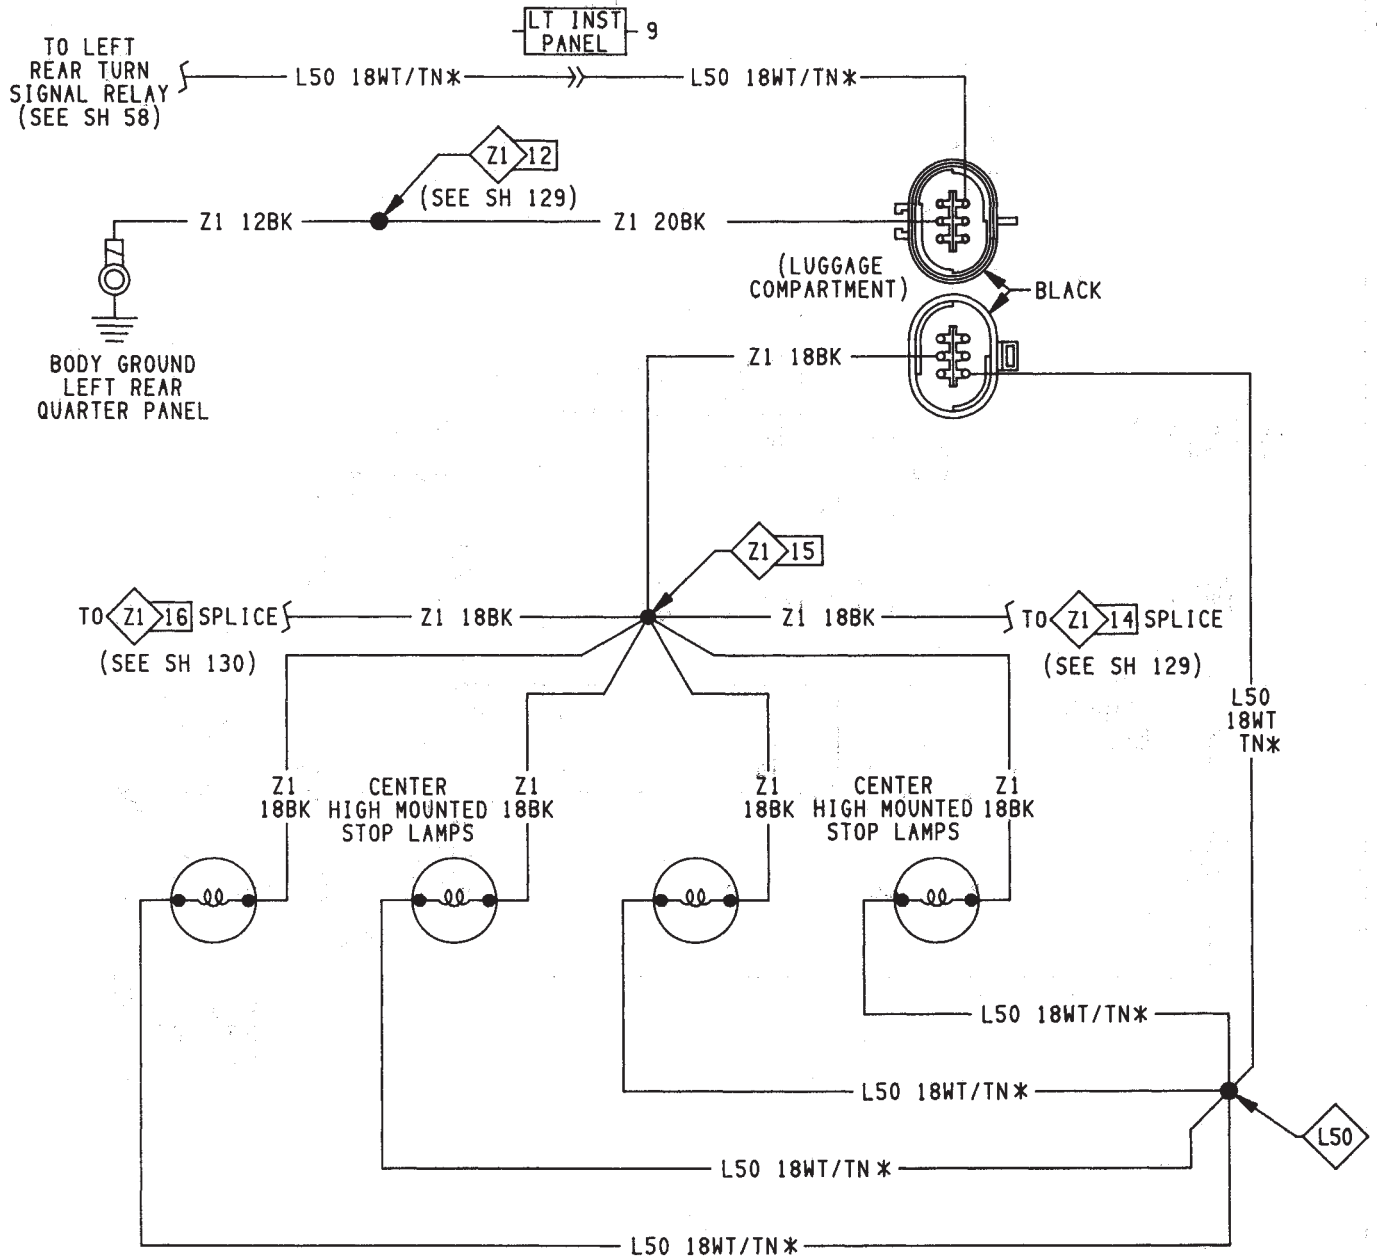 LT INST
PANEL
9
TO LEFT
REAR TURN
SIGNAL RELAY
(SEE SH 58)
L50 18WT/TN*
L50 18WT/TN*
Z1 12
(SEE SH 129)
Z1 12BK
Z1 20BK
(LUGGAGE
COMPARTMENT)
BLACK
BODY GROUND
LEFT REAR
QUARTER PANEL
Z1 18BK
Z1 15
TO Z1 16 SPLICE
(SEE SH 130)
Z1 18BK
Z1 18BK
TO Z1 14 SPLICE
(SEE SH 129)
L50
18WT
TN*
Z1
18BK
CENTER
HIGH MOUNTED
STOP LAMPS
Z1
18BK
Z1
18BK
CENTER
HIGH MOUNTED
STOP LAMPS
Z1
18BK
L50 18WT/TN*
L50 18WT/TN*
L50
L50 18WT/TN*
L50 18WT/TN*